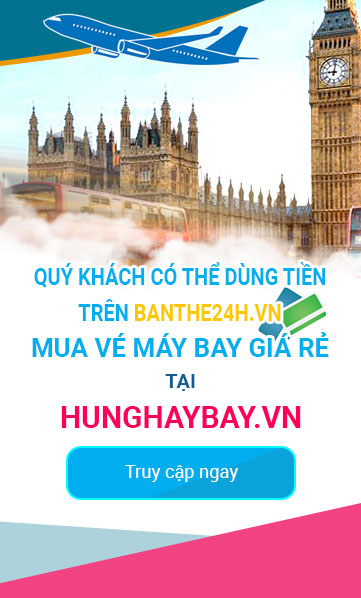 QUÝ KHÁCH CÓ THỂ DÙNG TIỀN
TRÊN BANTHE24H.VN
MUA VÉ MÁY BAY GIÁ RẺ
TẠI
HUNGHAYBAY.VN
Truy cập ngay